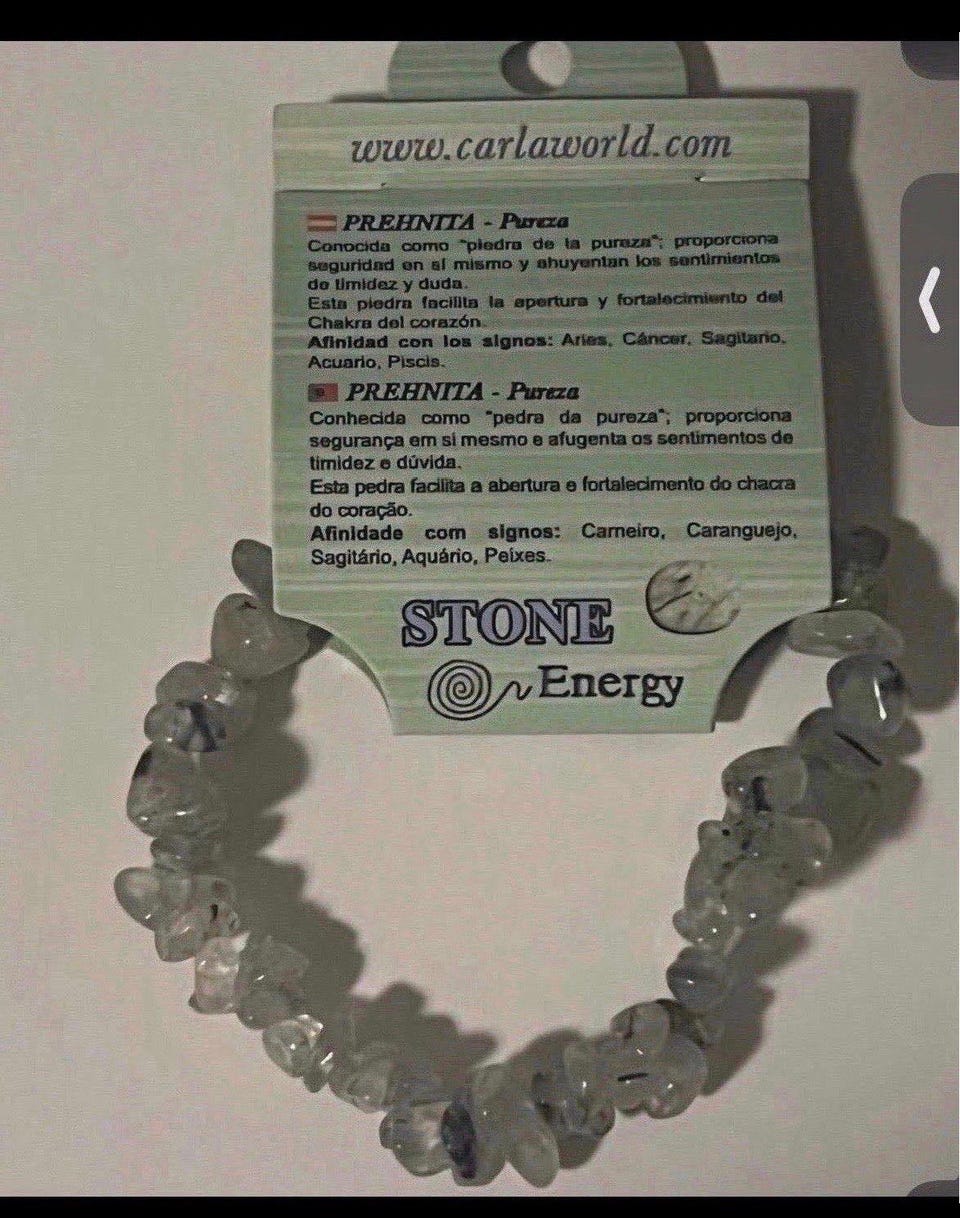 www.carlaworld.com
PREHNITA - Pureza
Conocida como "piedra de la pureza"; proporciona
seguridad en sí mismo y ahuyentan los sentimientos
de timidez y duda.
Esta piedra facilita la apertura y fortalecimiento del
Chakra del corazón.
Afinidad con los signos: Aries, Cáncer, Sagitario,
Acuario, Piscis.
PREHNITA - Pureza
Conhecida como "pedra da pureza"; proporciona
segurança em si mesmo e afugenta os sentimentos de
timidez e dúvida.
Esta pedra facilita a abertura e fortalecimento do chacra
do coração.
Afinidade com signos: Carneiro, Caranguejo,
Sagitário, Aquário, Peixes.
STONE
Energy